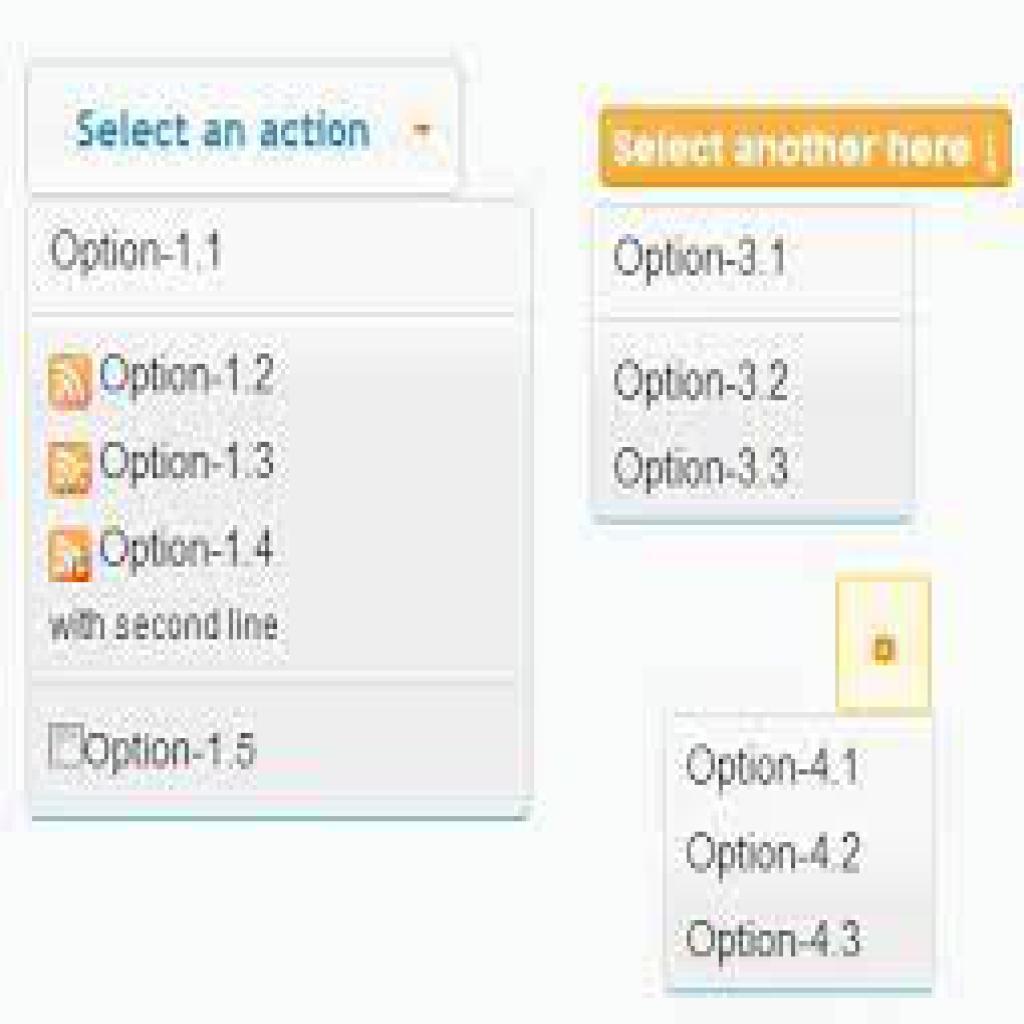 Select an action
Option-1.1
Option-1.2
Option-1.3
Option-1.4
with second line
Option-1.5
Select another here
Option-3.1
Option-3.2
Option-3.3
Option-4.1
Option-4.2
Option-4.3